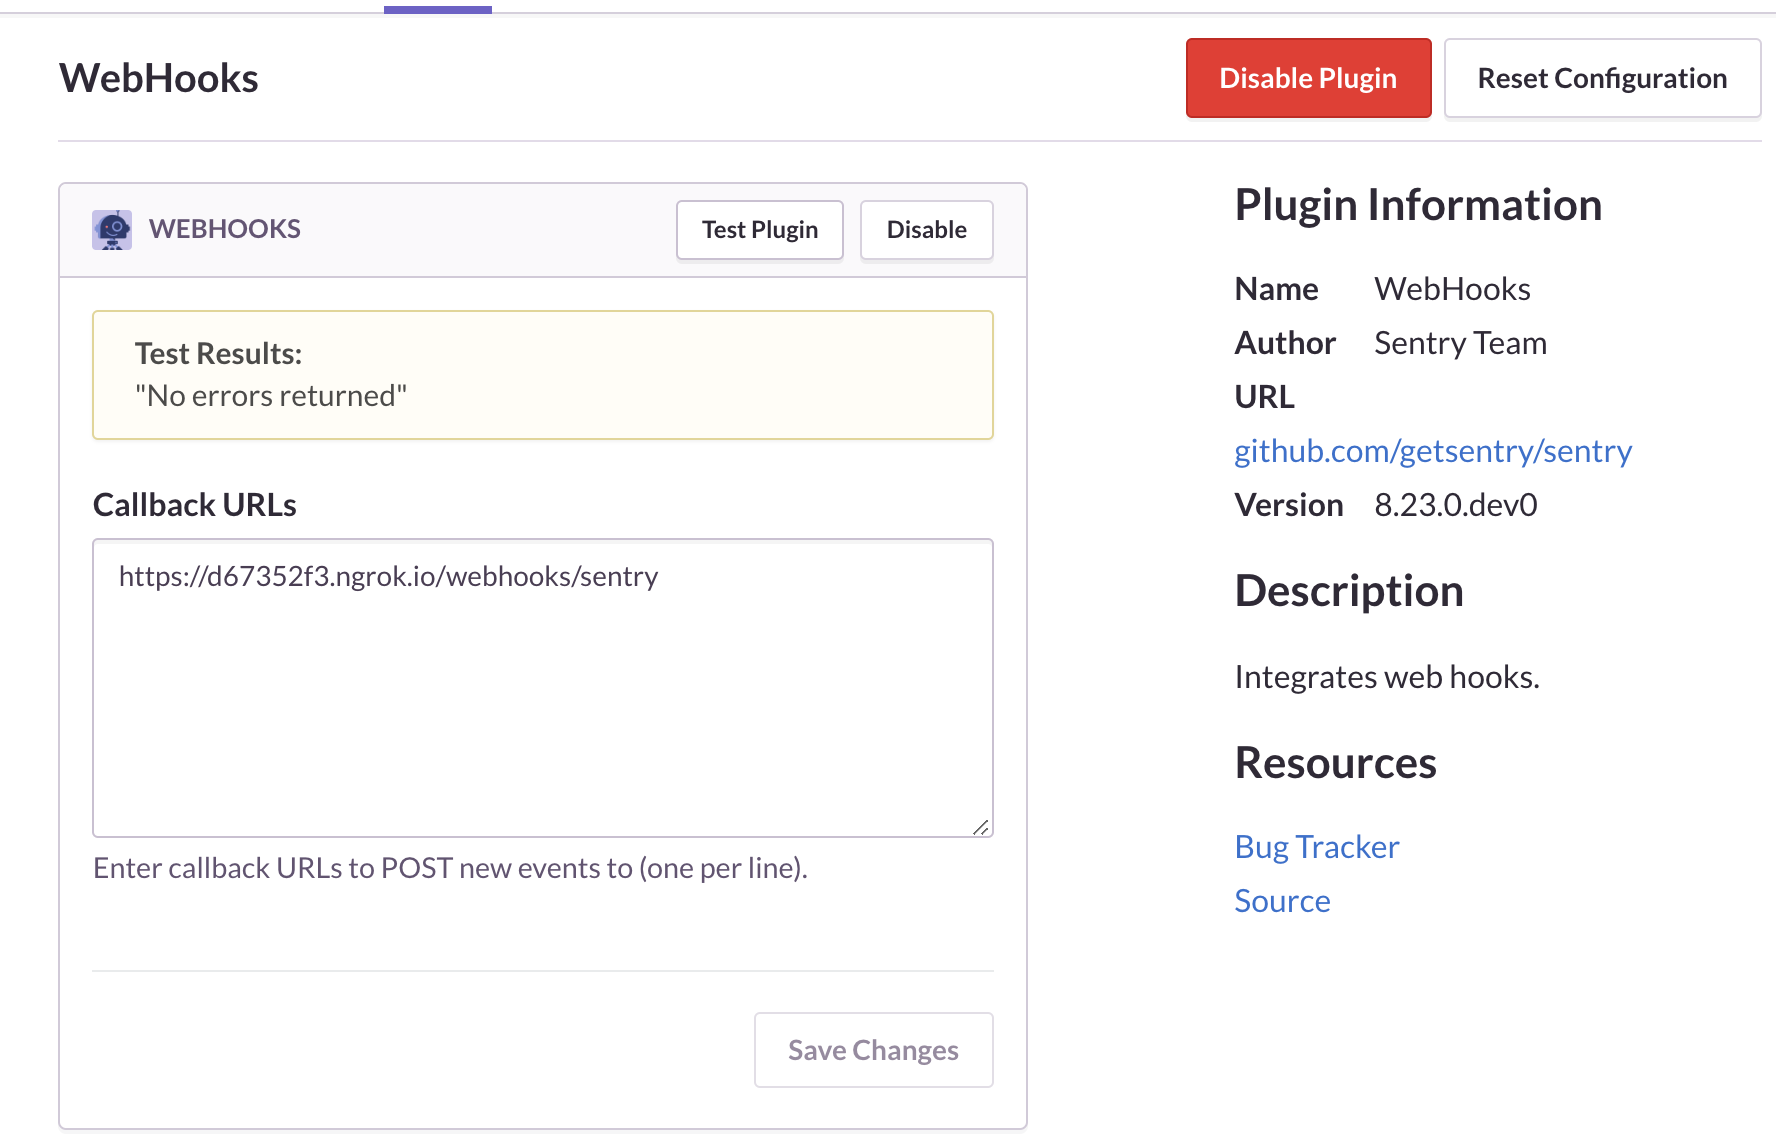 WebHooks
Disable Plugin
Reset Configuration
WEBHOOKS
Test Plugin
Disable
Test Results:
"No errors returned"
Callback URLs
https://d67352f3.ngrok.io/webhooks/sentry
Enter callback URLs to POST new events to (one per line).
Save Changes
Plugin Information
Name WebHooks
Author Sentry Team
URL
github.com/getsentry/sentry
Version 8.23.0.dev0
Description
Integrates web hooks.
Resources
Bug Tracker
Source